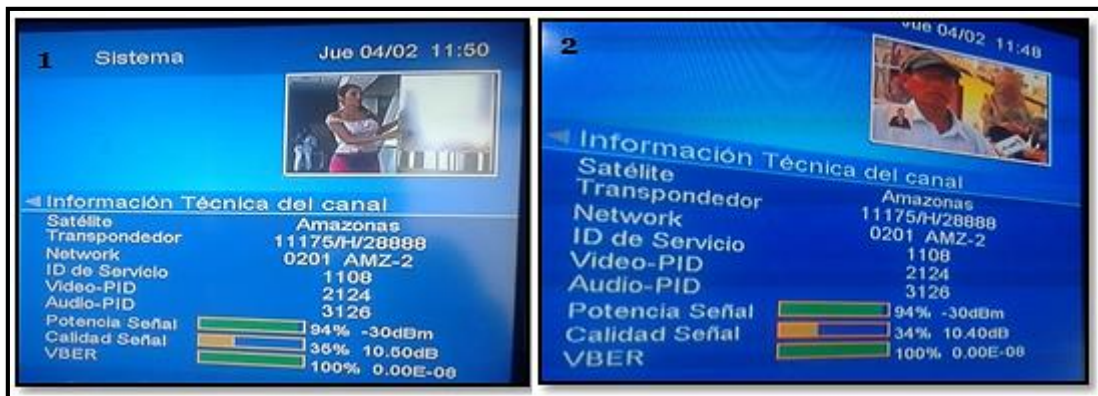 1
Sistema
Jue 04/02 11:50
Información Técnica del canal
Satélite Amazonas
Transpondedor 11175/H/28888
Network 0201 AMZ-2
ID de Servicio 1108
Video-PID 2124
Audio-PID 3126
Potencia Señal 94% -30dBm
Calidad Señal 35% 10.50dB
VBER 100% 0.00E-08
2
Jue 04/02 11:48
Información Técnica del canal
Satélite Amazonas
Transpondedor 11175/H/28888
Network 0201 AMZ-2
ID de Servicio 1108
Video-PID 2124
Audio-PID 3126
Potencia Señal 94% -30dBm
Calidad Señal 34% 10.40dB
VBER 100% 0.00E-08